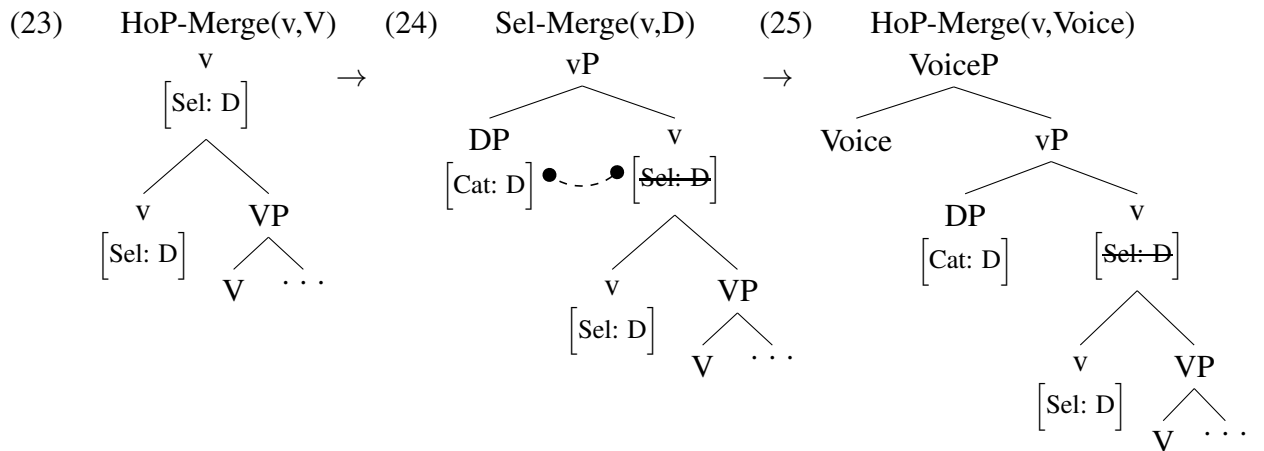 (23) HoP-Merge(v,V) (24) Sel-Merge(v,D) (25) HoP-Merge(v,Voice)
v → vP → VoiceP
[Sel: D]
DP v Voice vP
[Cat: D] [Sel: D]
v VP DP v
[Sel: D] [Cat: D] [Sel: D]
V ... v VP
[Sel: D]
V ... v VP
[Sel: D]
V ...